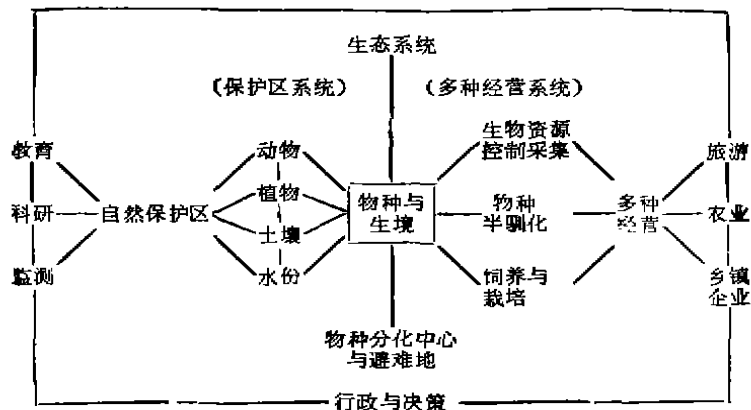 生态系统
(保护区系统)
(多种经营系统)
教育
动物
生物资源
控制采集
旅游
科研
自然保护区
植物
土壤
物种与
生境
物种
半驯化
多种
经营
农业
监测
水份
饲养与
栽培
乡镇
企业
物种分化中心
与避难地
行政与决策